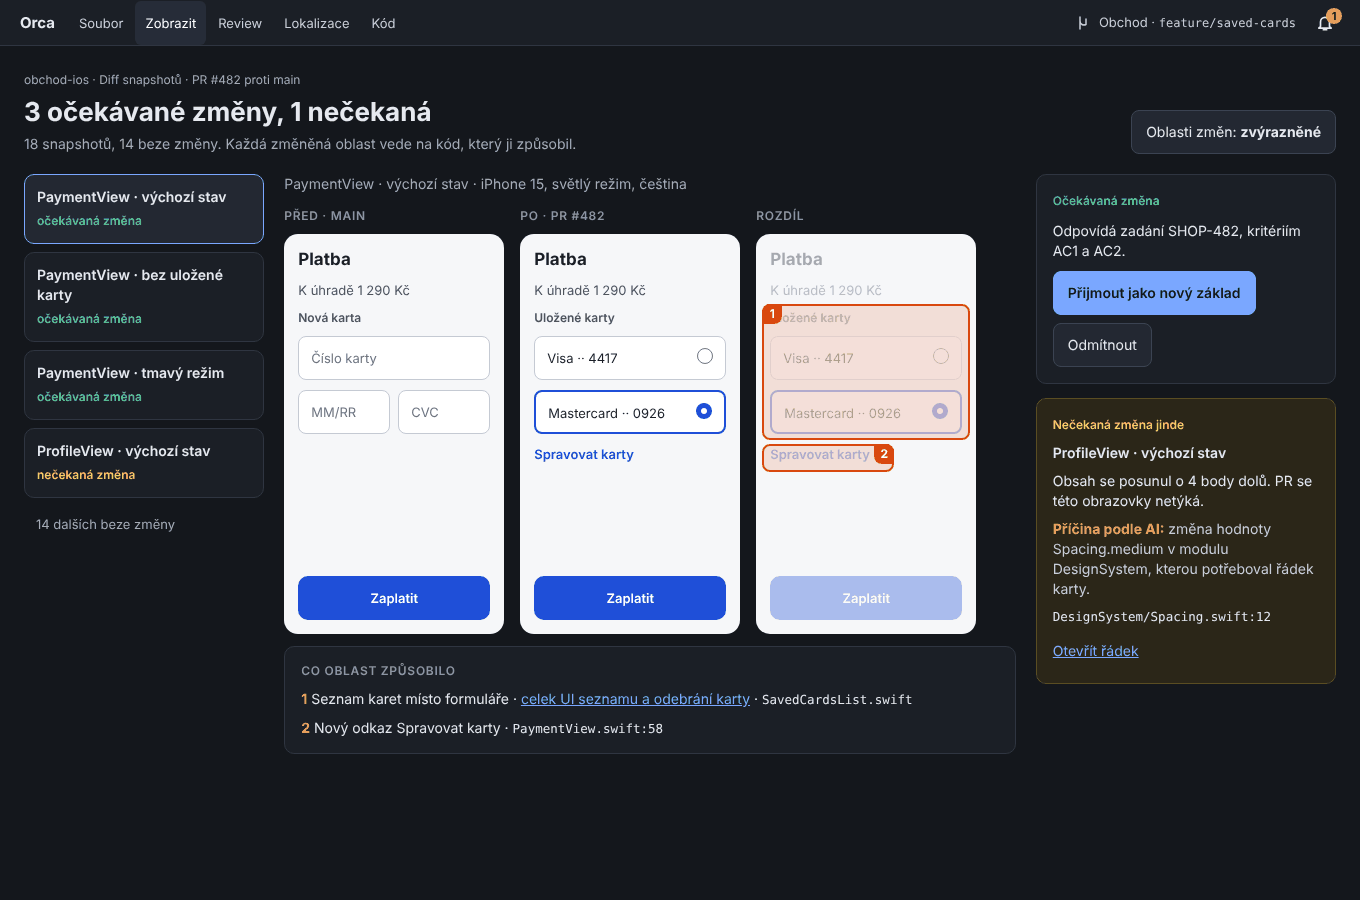 Orca Soubor Zobrazit Review Lokalizace Kód Obchod · feature/saved-cards 1
obchod-ios · Diff snapshotů · PR #482 proti main
3 očekávané změny, 1 nečekaná
18 snapshotů, 14 beze změny. Každá změněná oblast vede na kód, který ji způsobil.
Oblasti změn: zvýrazněné
PaymentView · výchozí stav
očekávaná změna
PaymentView · bez uložené
karty
očekávaná změna
PaymentView · tmavý režim
očekávaná změna
ProfileView · výchozí stav
nečekaná změna
14 dalších beze změny
PaymentView · výchozí stav · iPhone 15, světlý režim, čeština
PŘED · MAIN
Platba
K úhradě 1 290 Kč
Nová karta
Číslo karty
MM/RR CVC
Zaplatit
PO · PR #482
Platba
K úhradě 1 290 Kč
Uložené karty
Visa ·· 4417
Mastercard ·· 0926
Spravovat karty
Zaplatit
ROZDÍL
Platba
K úhradě 1 290 Kč
1 ožené karty
Visa ·· 4417
Mastercard ·· 0926
Spravovat karty 2
Zaplatit
CO OBLAST ZPŮSOBILO
1 Seznam karet místo formuláře · celek UI seznamu a odebrání karty · SavedCardsList.swift
2 Nový odkaz Spravovat karty · PaymentView.swift:58
Očekávaná změna
Odpovídá zadání SHOP-482, kritériím
AC1 a AC2.
Přijmout jako nový základ
Odmítnout
Nečekaná změna jinde
ProfileView · výchozí stav
Obsah se posunul o 4 body dolů. PR se
této obrazovky netýká.
Příčina podle AI: změna hodnoty
Spacing.medium v modulu
DesignSystem, kterou potřeboval řádek
karty.
DesignSystem/Spacing.swift:12
Otevřít řádek